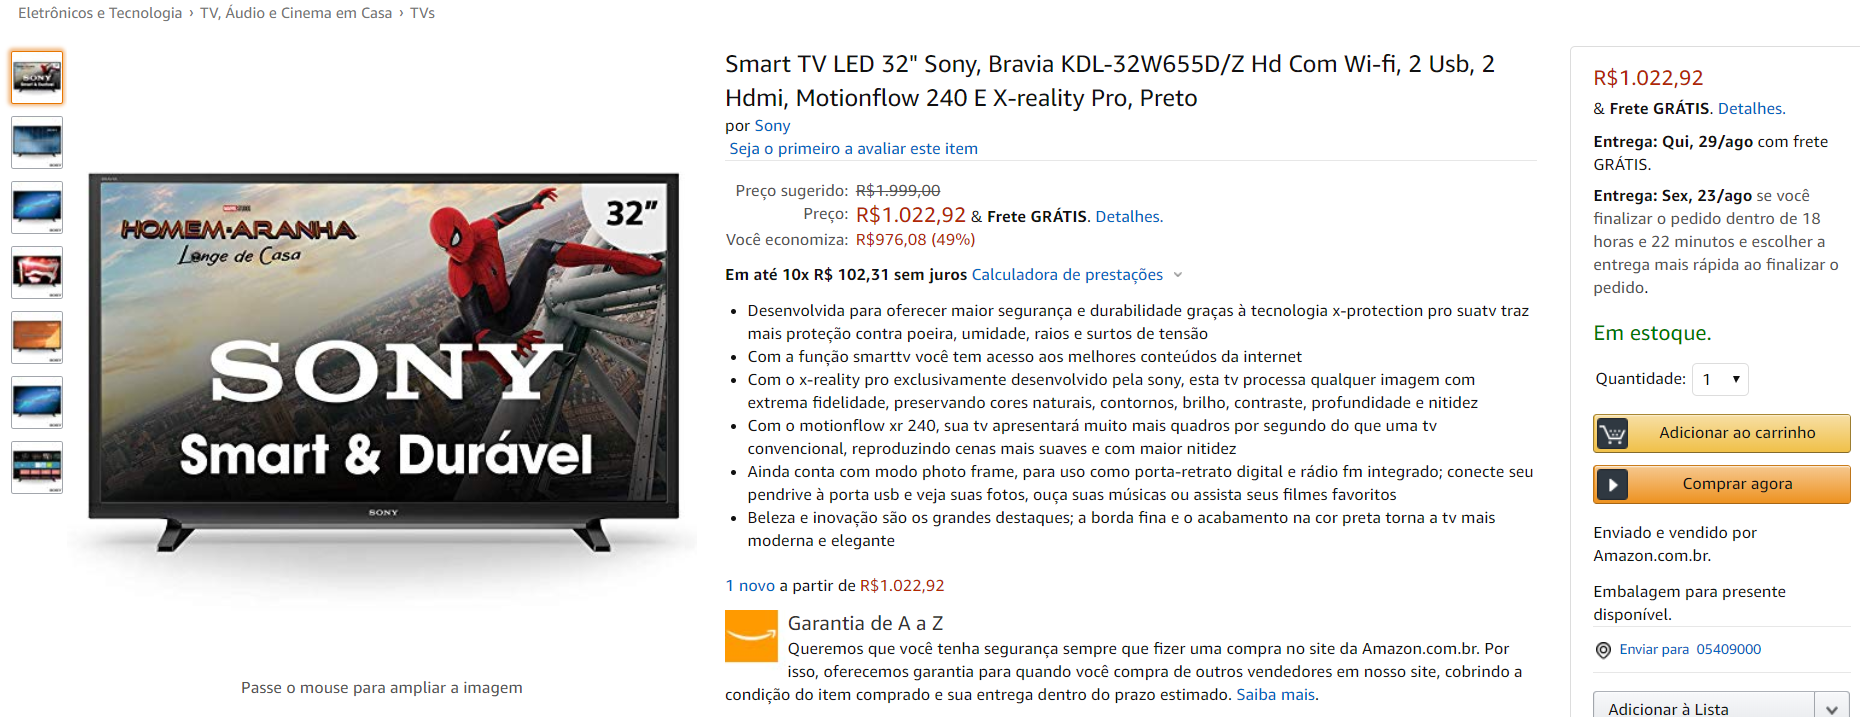 Eletrônicos e Tecnologia › TV, Áudio e Cinema em Casa › TVs
32"
HOMEM-ARANHA
Longe de Casa
SONY
Smart & Durável
SONY
Passe o mouse para ampliar a imagem
Smart TV LED 32" Sony, Bravia KDL-32W655D/Z Hd Com Wi-fi, 2 Usb, 2
Hdmi, Motionflow 240 E X-reality Pro, Preto
por Sony
Seja o primeiro a avaliar este item
Preço sugerido: R$1.999,00
Preço: R$1.022,92 & Frete GRÁTIS. Detalhes.
Você economiza: R$976,08 (49%)
Em até 10x R$ 102,31 sem juros Calculadora de prestações
• Desenvolvida para oferecer maior segurança e durabilidade graças à tecnologia x-protection pro suatv traz
mais proteção contra poeira, umidade, raios e surtos de tensão
• Com a função smarttv você tem acesso aos melhores conteúdos da internet
• Com o x-reality pro exclusivamente desenvolvido pela sony, esta tv processa qualquer imagem com
extrema fidelidade, preservando cores naturais, contornos, brilho, contraste, profundidade e nitidez
• Com o motionflow xr 240, sua tv apresentará muito mais quadros por segundo do que uma tv
convencional, reproduzindo cenas mais suaves e com maior nitidez
• Ainda conta com modo photo frame, para uso como porta-retrato digital e rádio fm integrado; conecte seu
pendrive à porta usb e veja suas fotos, ouça suas músicas ou assista seus filmes favoritos
• Beleza e inovação são os grandes destaques; a borda fina e o acabamento na cor preta torna a tv mais
moderna e elegante
1 novo a partir de R$1.022,92
Garantia de A a Z
Queremos que você tenha segurança sempre que fizer uma compra no site da Amazon.com.br. Por
isso, oferecemos garantia para quando você compra de outros vendedores em nosso site, cobrindo a
condição do item comprado e sua entrega dentro do prazo estimado. Saiba mais.
R$1.022,92
& Frete GRÁTIS. Detalhes.
Entrega: Qui, 29/ago com frete
GRÁTIS.
Entrega: Sex, 23/ago se você
finalizar o pedido dentro de 18
horas e 22 minutos e escolher a
entrega mais rápida ao finalizar o
pedido.
Em estoque.
Quantidade: 1
Adicionar ao carrinho
Comprar agora
Enviado e vendido por
Amazon.com.br.
Embalagem para presente
disponível.
Enviar para 05409000
Adicionar à Lista